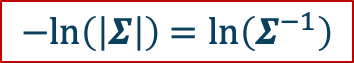 −ln(|𝜮|) = ln(𝜮⁻¹)